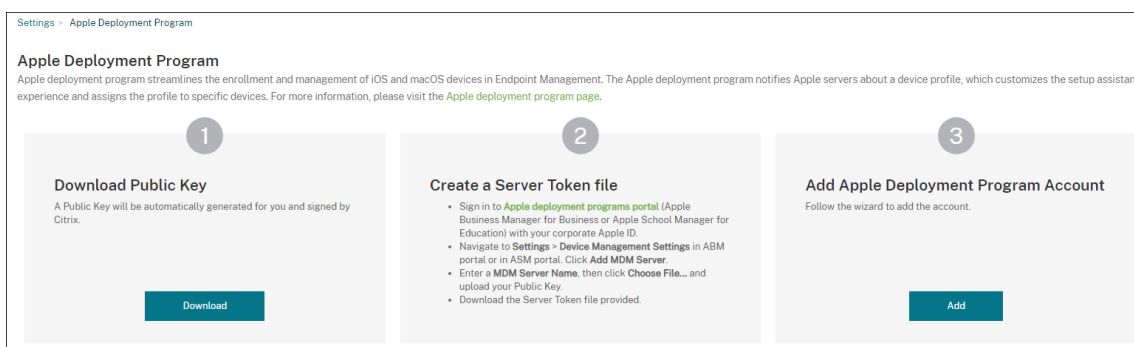 Settings > Apple Deployment Program
Apple Deployment Program
Apple deployment program streamlines the enrollment and management of iOS and macOS devices in Endpoint Management. The Apple deployment program notifies Apple servers about a device profile, which customizes the setup assistan
experience and assigns the profile to specific devices. For more information, please visit the Apple deployment program page.
1
Download Public Key
A Public Key will be automatically generated for you and signed by
Citrix.
Download
2
Create a Server Token file
• Sign in to Apple deployment programs portal (Apple
Business Manager for Business or Apple School Manager for
Education) with your corporate Apple ID.
• Navigate to Settings > Device Management Settings in ABM
portal or in ASM portal. Click Add MDM Server.
• Enter a MDM Server Name, then click Choose File... and
upload your Public Key.
• Download the Server Token file provided.
3
Add Apple Deployment Program Account
Follow the wizard to add the account.
Add